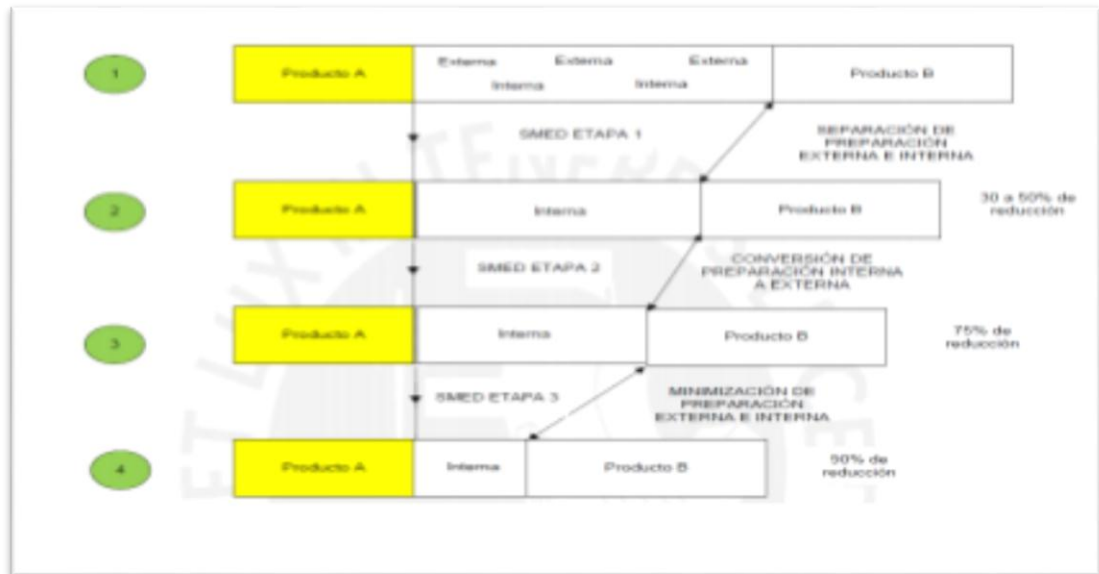 1
Producto A
Externa Externa Externa
Interna Interna
Producto B
SMED ETAPA 1
SEPARACIÓN DE
PREPARACIÓN
EXTERNA E INTERNA
2
Producto A
Interna
Producto B
30 a 50% de
reducción
SMED ETAPA 2
CONVERSIÓN DE
PREPARACIÓN INTERNA
A EXTERNA
3
Producto A
Interna
Producto B
75% de
reducción
SMED ETAPA 3
MINIMIZACIÓN DE
PREPARACIÓN
EXTERNA E INTERNA
4
Producto A
Interna
Producto B
90% de
reducción